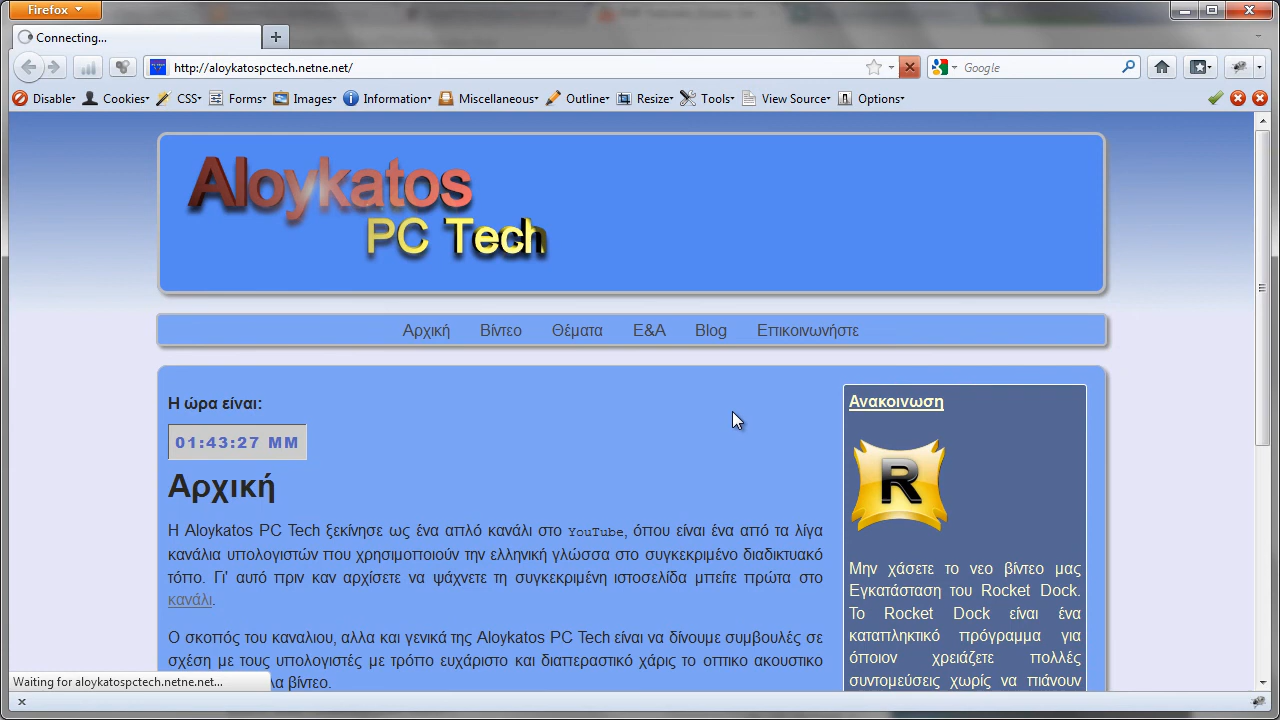 Firefox
Connecting...
http://aloykatospctech.netne.net/
Google
Disable Cookies CSS Forms Images Information Miscellaneous Outline Resize Tools View Source Options
Aloykatos
PC Tech
Αρχική Βίντεο Θέματα Ε&Α Blog Επικοινωνήστε
Η ώρα είναι:
01:43:27 ΜΜ
Αρχική
Η Aloykatos PC Tech ξεκίνησε ως ένα απλό κανάλι στο YouTube, όπου είναι ένα από τα λίγα
κανάλια υπολογιστών που χρησιμοποιούν την ελληνική γλώσσα στο συγκεκριμένο διαδικτυακό
τόπο. Γι' αυτό πριν καν αρχίσετε να ψάχνετε τη συγκεκριμένη ιστοσελίδα μπείτε πρώτα στο
κανάλι.
Ο σκοπός του καναλιου, αλλα και γενικά της Aloykatos PC Tech είναι να δίνουμε συμβουλές σε
σχέση με τους υπολογιστές με τρόπο ευχάριστο και διαπεραστικό χάρις το οπτικο ακουστικο
λα βίντεο.
Ανακοινωση
R
Μην χάσετε το νεο βίντεο μας
Εγκατάσταση του Rocket Dock.
Το Rocket Dock είναι ένα
καταπληκτικό πρόγραμμα για
όποιον χρειάζετε πολλές
συντομεύσεις χωρίς να πιάνουν
Waiting for aloykatospctech.netne.net...